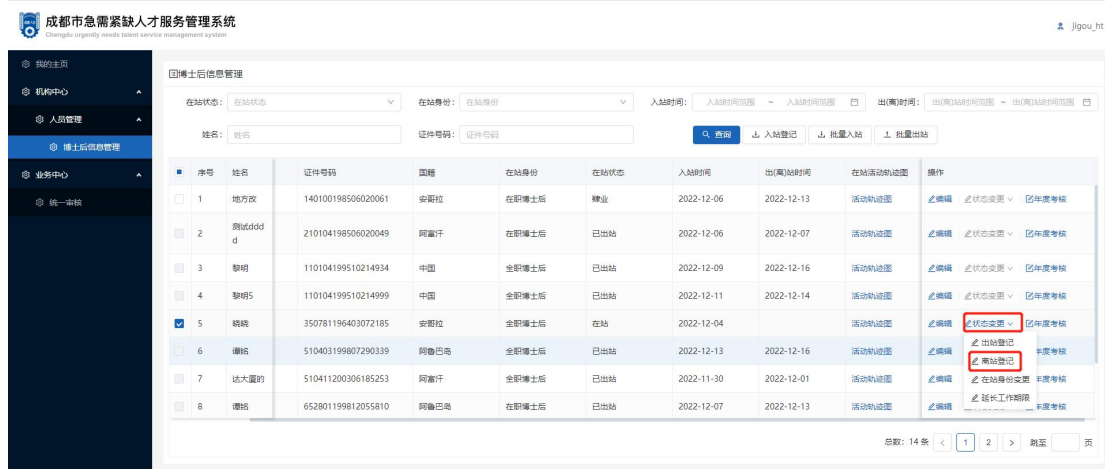 成都市急需紧缺人才服务管理系统
Chengdu urgently needs talent service management system
jigou_ht
我的主页
机构中心
人员管理
博士后信息管理
业务中心
统一审核
博士后信息管理
在站状态: 在站状态 在站身份: 在站身份 入站时间: 入站时间范围 ~ 入站时间范围 出(离)时间: 出(离)站时间范围 ~ 出(离)站时间范围
姓名: 姓名 证件号码: 证件号码 查询 入站登记 批量入站 批量出站
序号 姓名 证件号码 国籍 在站身份 在站状态 入站时间 出(离)站时间 在站活动轨迹图 操作
1 地方改 140100198506020061 安哥拉 在职博士后 肄业 2022-12-06 2022-12-13 活动轨迹图 编辑 状态变更 年度考核
2 测试dddd 210104198506020049 阿富汗 在职博士后 已出站 2022-12-06 2022-12-07 活动轨迹图 编辑 状态变更 年度考核
3 黎明 110104199510214934 中国 全职博士后 已出站 2022-12-09 2022-12-16 活动轨迹图 编辑 状态变更 年度考核
4 黎明5 110104199510214999 中国 全职博士后 已出站 2022-12-11 2022-12-14 活动轨迹图 编辑 状态变更 年度考核
5 晓晓 350781196403072185 安哥拉 在职博士后 在站 2022-12-04 活动轨迹图 编辑 状态变更 年度考核
出站登记
6 谭铭 510403199807290339 阿鲁巴岛 全职博士后 已出站 2022-12-13 2022-12-16 活动轨迹图 编辑 年度考核
离站登记
7 达大厦的 510411200306185253 阿富汗 全职博士后 已出站 2022-11-30 2022-12-01 活动轨迹图 编辑 在站身份变更 年度考核
延长工作期限
8 谭铭 652801199812055810 阿鲁巴岛 在职博士后 已出站 2022-12-07 2022-12-13 活动轨迹图 编辑 年度考核
总数: 14 条 < 1 2 > 跳至 页